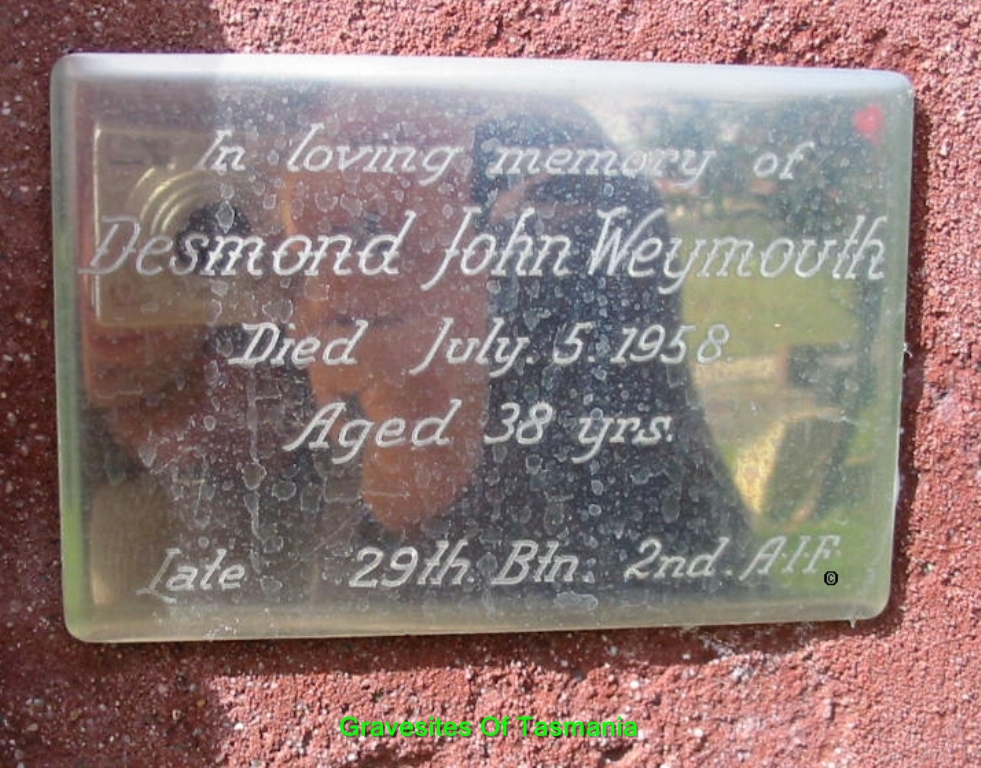 In loving memory of
Desmond John Weymouth
Died July. 5. 1958.
Aged 38 yrs.
Late 29th. Btn. 2nd. A.I.F.
©
Gravesites Of Tasmania